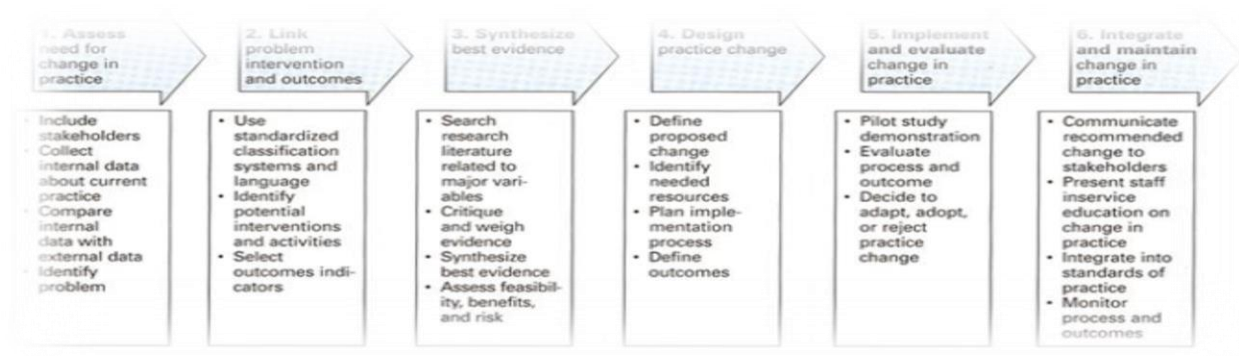 1. Assess
need for
change in
practice
• Include
stakeholders
• Collect
internal data
about current
practice
• Compare
internal
data with
external data
• Identify
problem
2. Link
problem
intervention
and outcomes
• Use
standardized
classification
systems and
language
• Identify
potential
interventions
and activities
• Select
outcomes indi-
cators
3. Synthesize
best evidence
• Search
research
literature
related to
major vari-
ables
• Critique
and weigh
evidence
• Synthesize
best evidence
• Assess feasibil-
ity, benefits,
and risk
4. Design
practice change
• Define
proposed
change
• Identify
needed
resources
• Plan imple-
mentation
process
• Define
outcomes
5. Implement
and evaluate
change in
practice
• Pilot study
demonstration
• Evaluate
process and
outcome
• Decide to
adapt, adopt,
or reject
practice
change
6. Integrate
and maintain
change in
practice
• Communicate
recommended
change to
stakeholders
• Present staff
inservice
education on
change in
practice
• Integrate into
standards of
practice
• Monitor
process and
outcomes